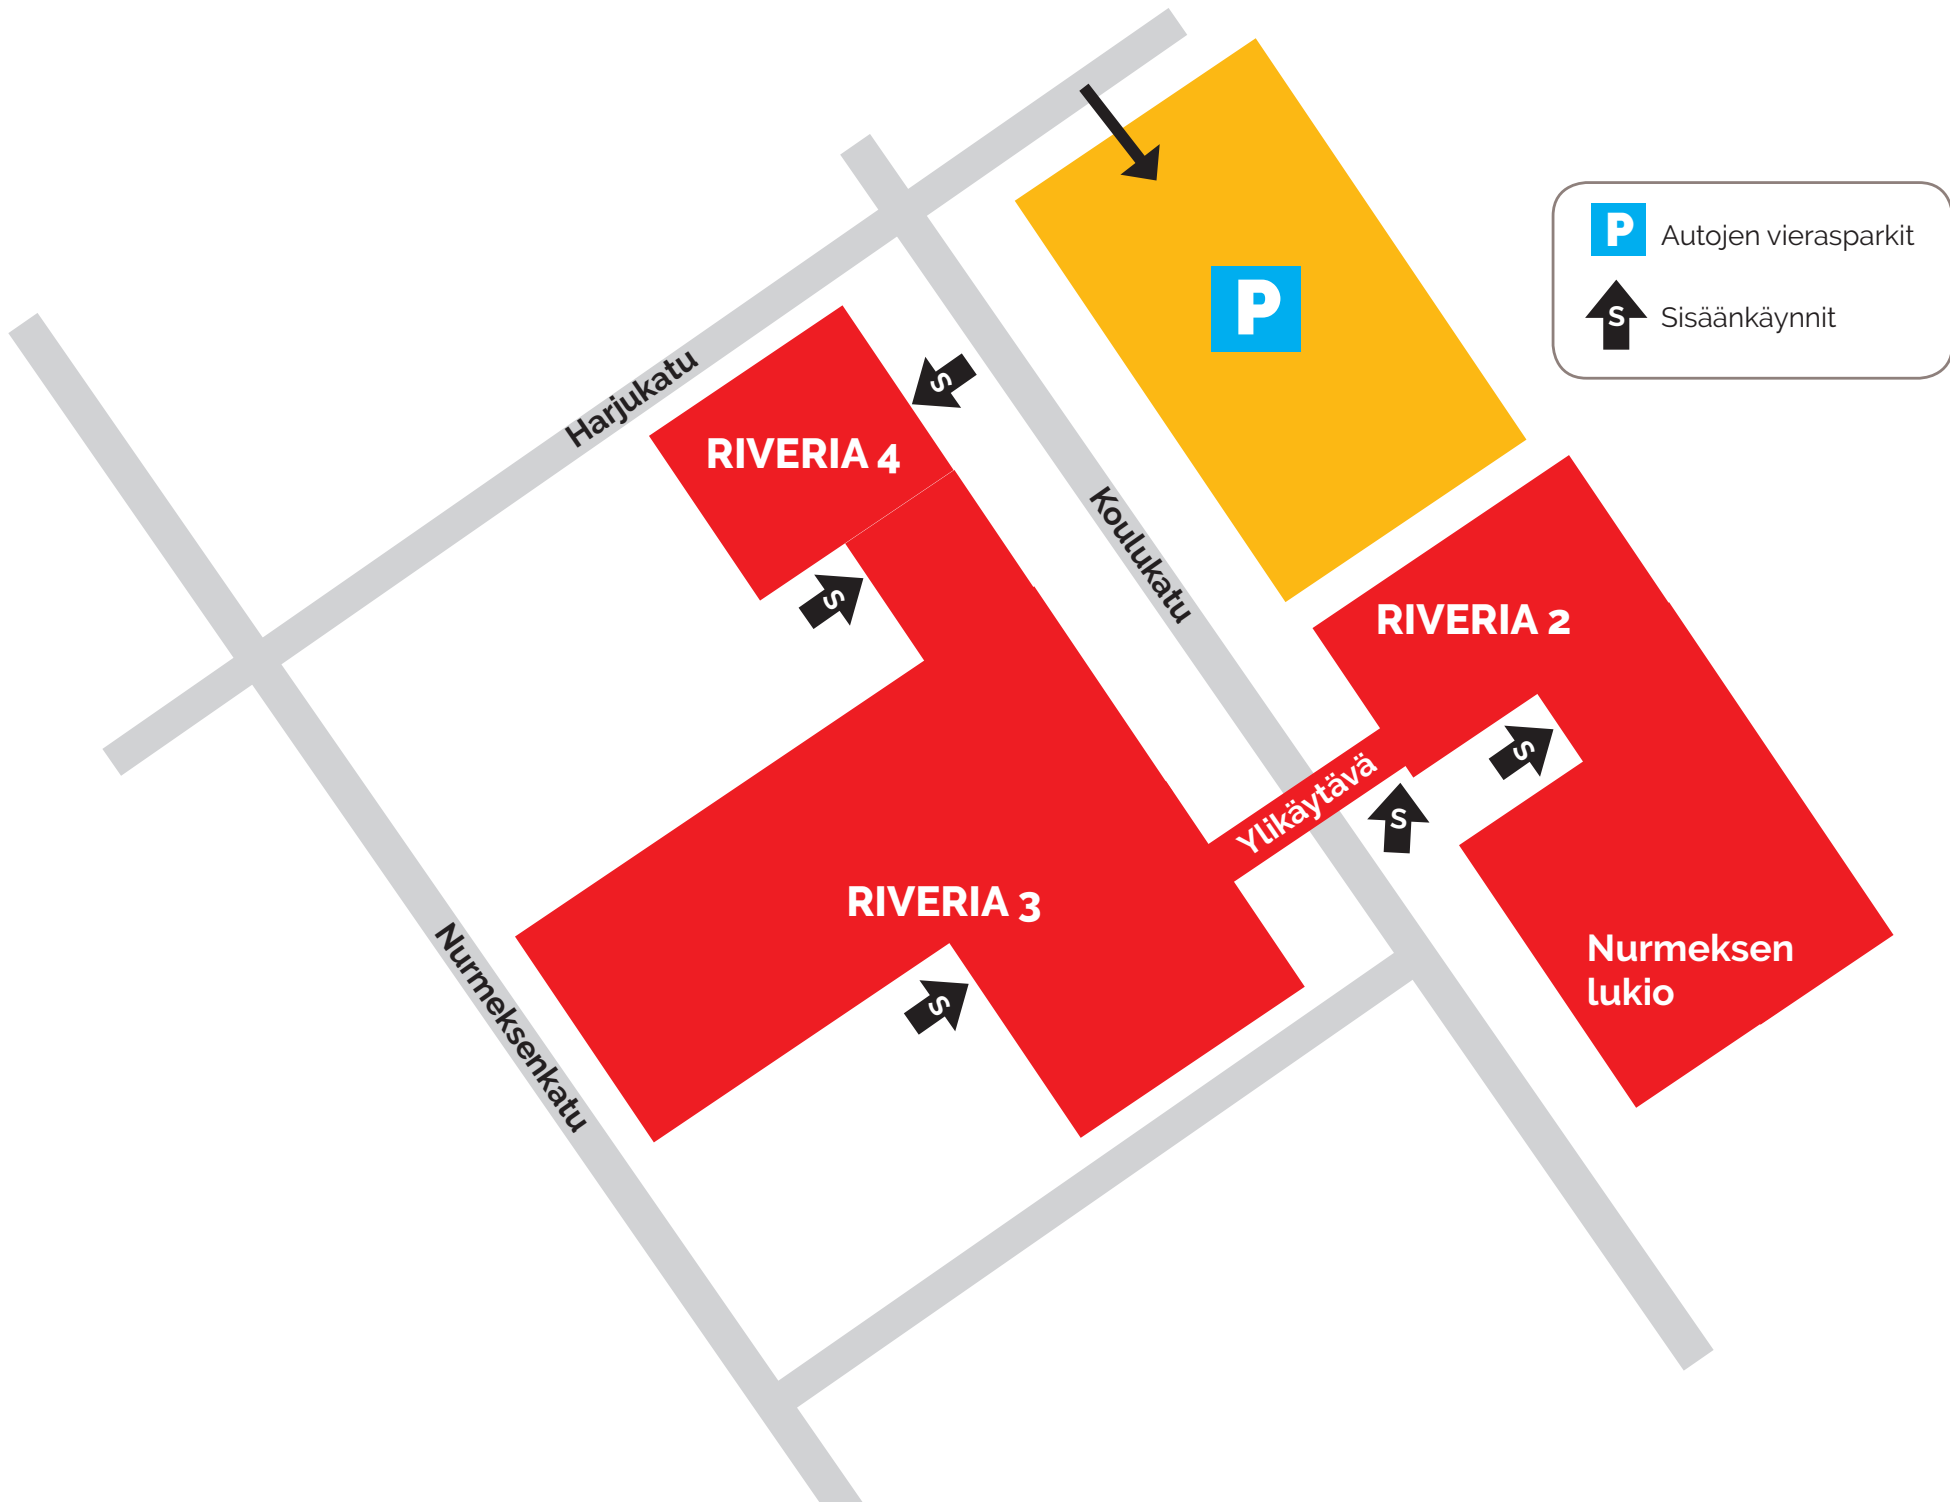 P
Autojen vierasparkit
S
Sisäänkäynnit
P
Harjukatu
S
RIVERIA 4
Koulukatu
S
RIVERIA 2
S
Ylikäytävä
S
RIVERIA 3
Nurmeksenkatu
S
Nurmeksen
lukio